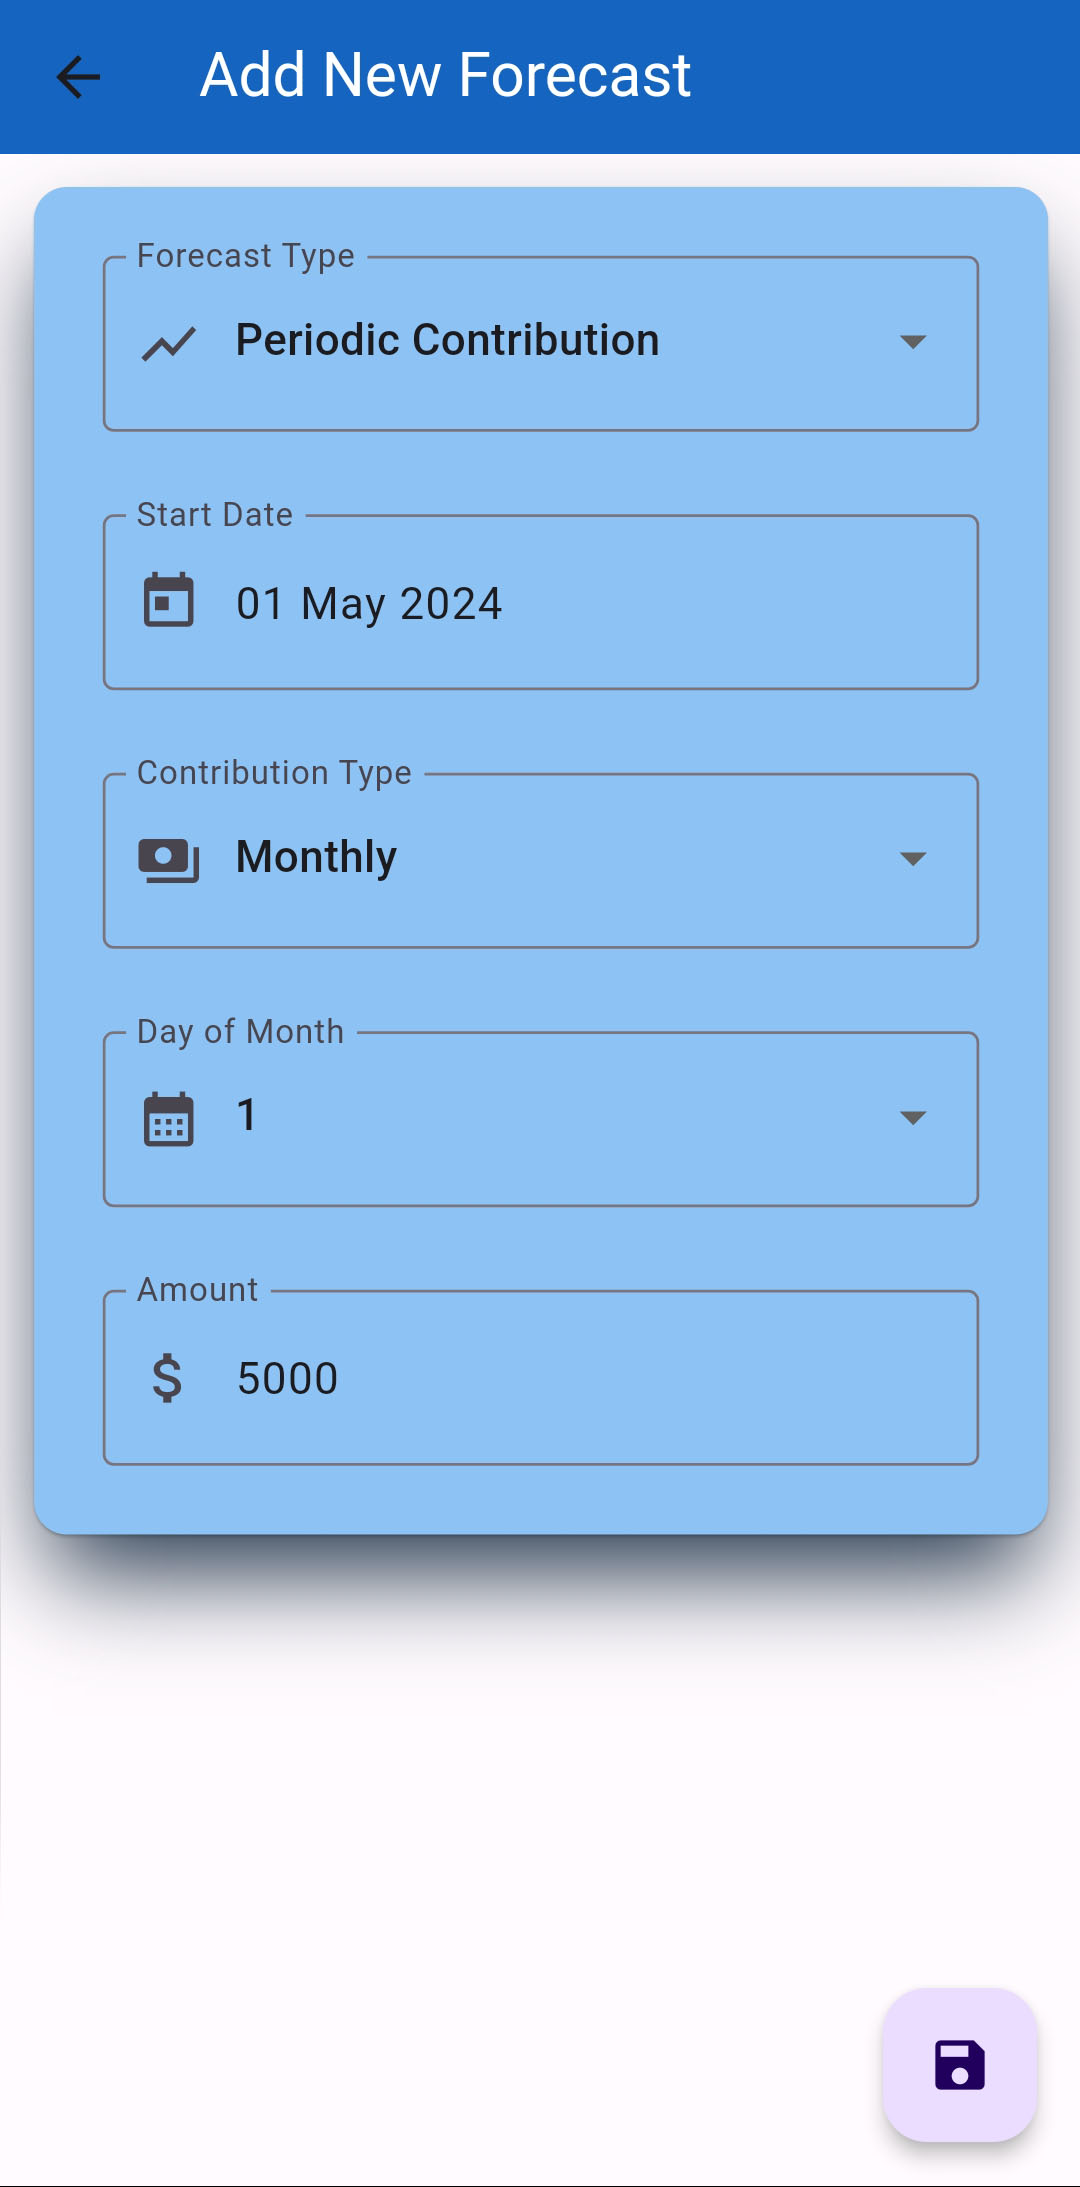 Add New Forecast
Forecast Type
Periodic Contribution
Start Date
01 May 2024
Contribution Type
Monthly
Day of Month
1
Amount
$ 5000